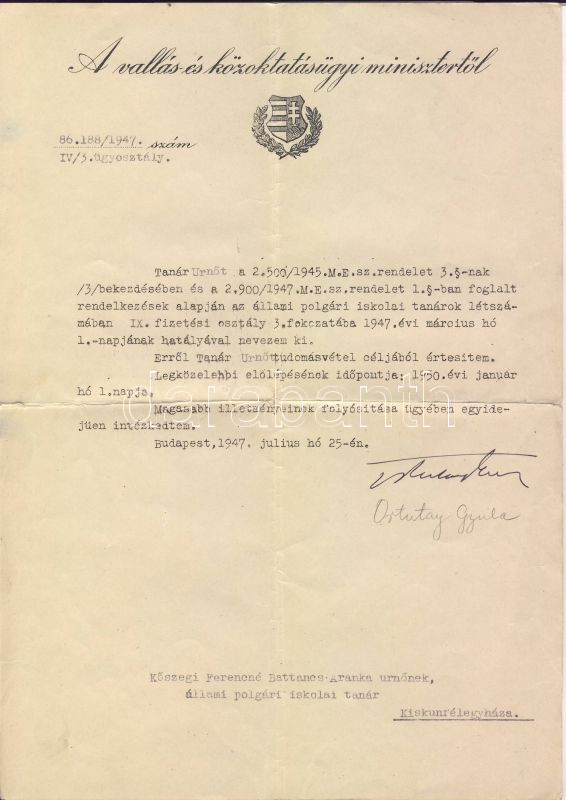 A vallás- és közoktatásügyi minisztertől
86.188/1947. szám
IV/3.ügyosztály.
Tanár Urnőt a 2.500/1945.M.E.sz.rendelet 3.§-nak
/3/bekezdésében és a 2.900/1947.M.E.sz.rendelet 1.§-ban foglalt
rendelkezések alapján az állami polgári iskolai tanárok létszá-
mában IX. fizetési osztály 3.fokozatába 1947.évi március hó
1.-napjának hatályával nevezem ki.
Erről Tanár Urnőt tudomásvétel céljából értesitem.
Legközelebbi előlépésének időpontja: 1950.évi január
hó 1.napja.
Magasabb illetményeinek folyósitása ügyében egyide-
jüen intézkedtem.
Budapest,1947. julius hó 25-én.
Ortutay Gyula
darabanth
Kőszegi Ferencné Battancs Aranka urnőnek,
állami polgári iskolai tanár
Kiskunfélegyháza.